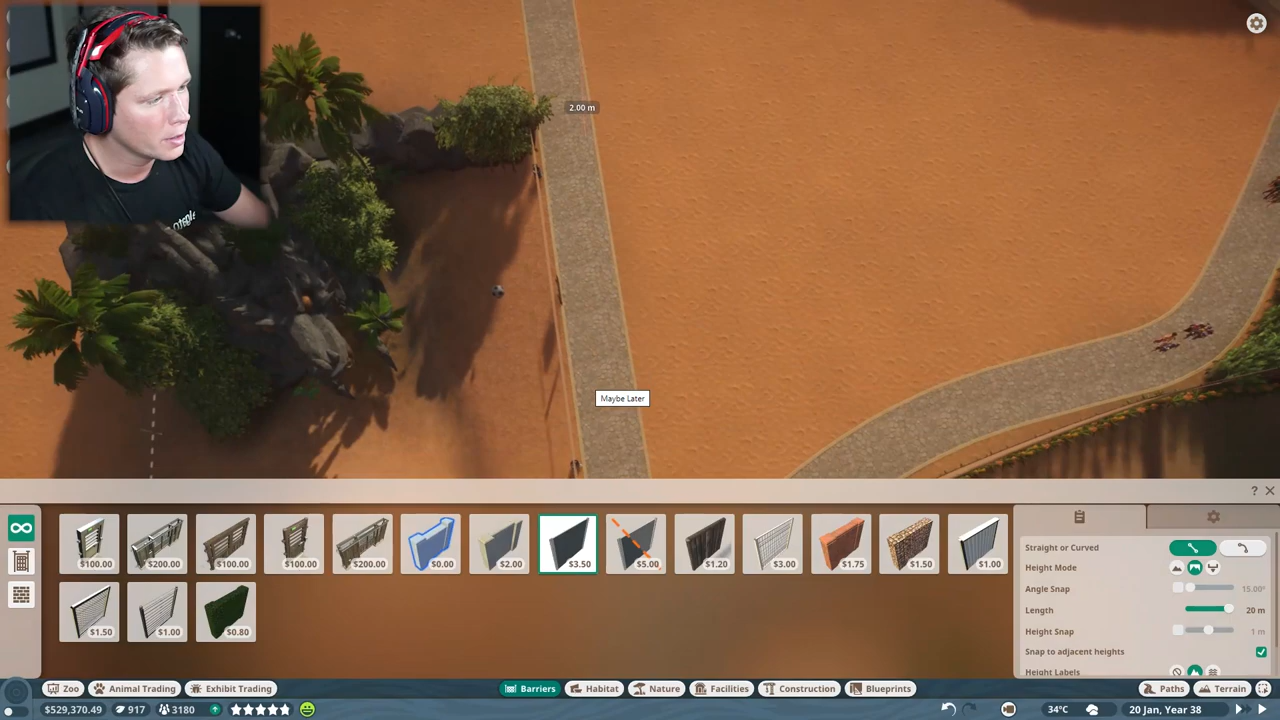 2.00 m
Maybe Later
?
$100.00 $200.00 $100.00 $100.00 $200.00 $0.00 $2.00 $3.50 $5.00 $1.20 $3.00 $1.75 $1.50 $1.00
$1.50 $1.00 $0.80
Straight or Curved
Height Mode
Angle Snap 15.00°
Length 20 m
Height Snap 1 m
Snap to adjacent heights
Height Labels
Zoo Animal Trading Exhibit Trading Barriers Habitat Nature Facilities Construction Blueprints Paths Terrain
$529,370.49 917 3180 34°C 20 Jan, Year 38